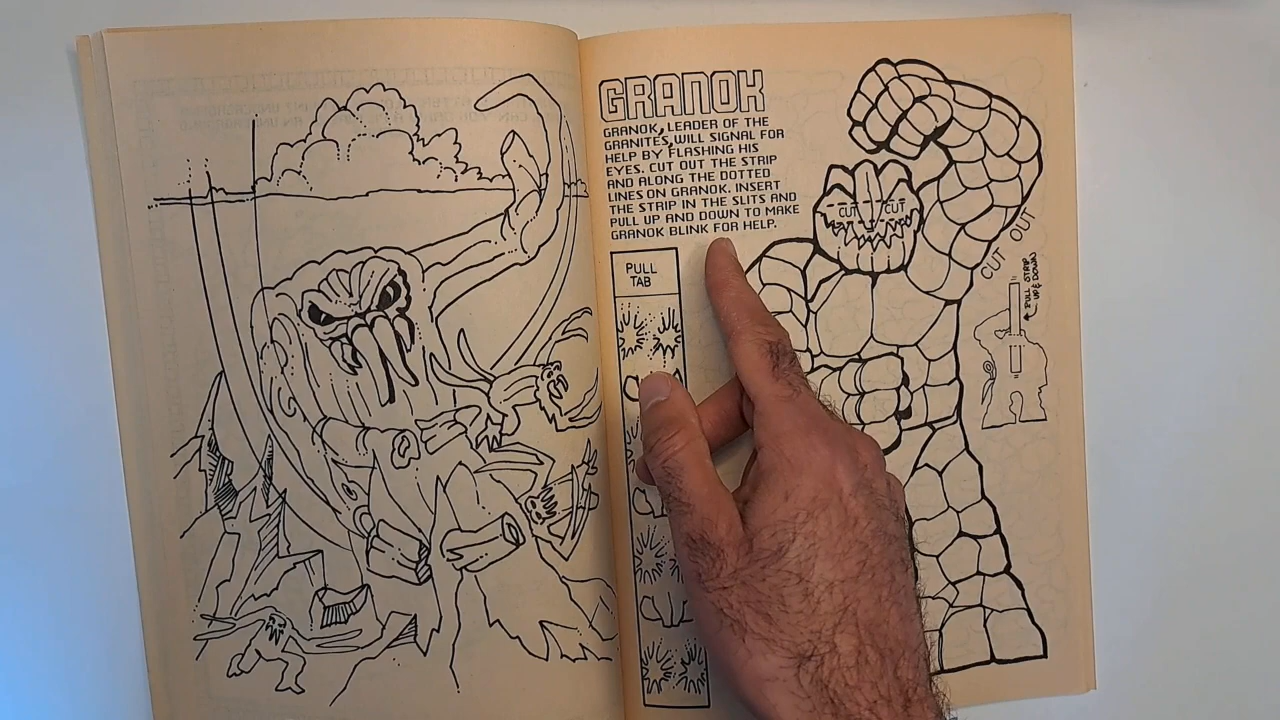 GRANOK
GRANOK, LEADER OF THE
GRANITES, WILL SIGNAL FOR
HELP BY FLASHING HIS
EYES. CUT OUT THE STRIP
AND ALONG THE DOTTED
LINES ON GRANOK. INSERT
THE STRIP IN THE SLITS AND
PULL UP AND DOWN TO MAKE
GRANOK BLINK FOR HELP.
PULL
TAB
CUT CUT
CUT OUT
PULL STRIP
UP & DOWN